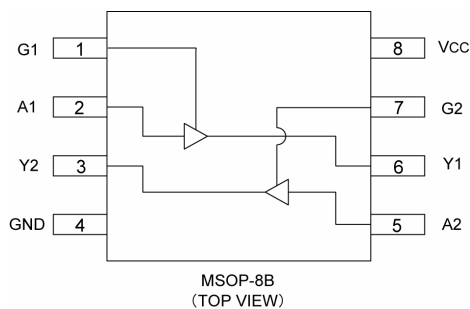 G1 1 8 VCC
A1 2 7 G2
Y2 3 6 Y1
GND 4 5 A2
MSOP-8B
(TOP VIEW)